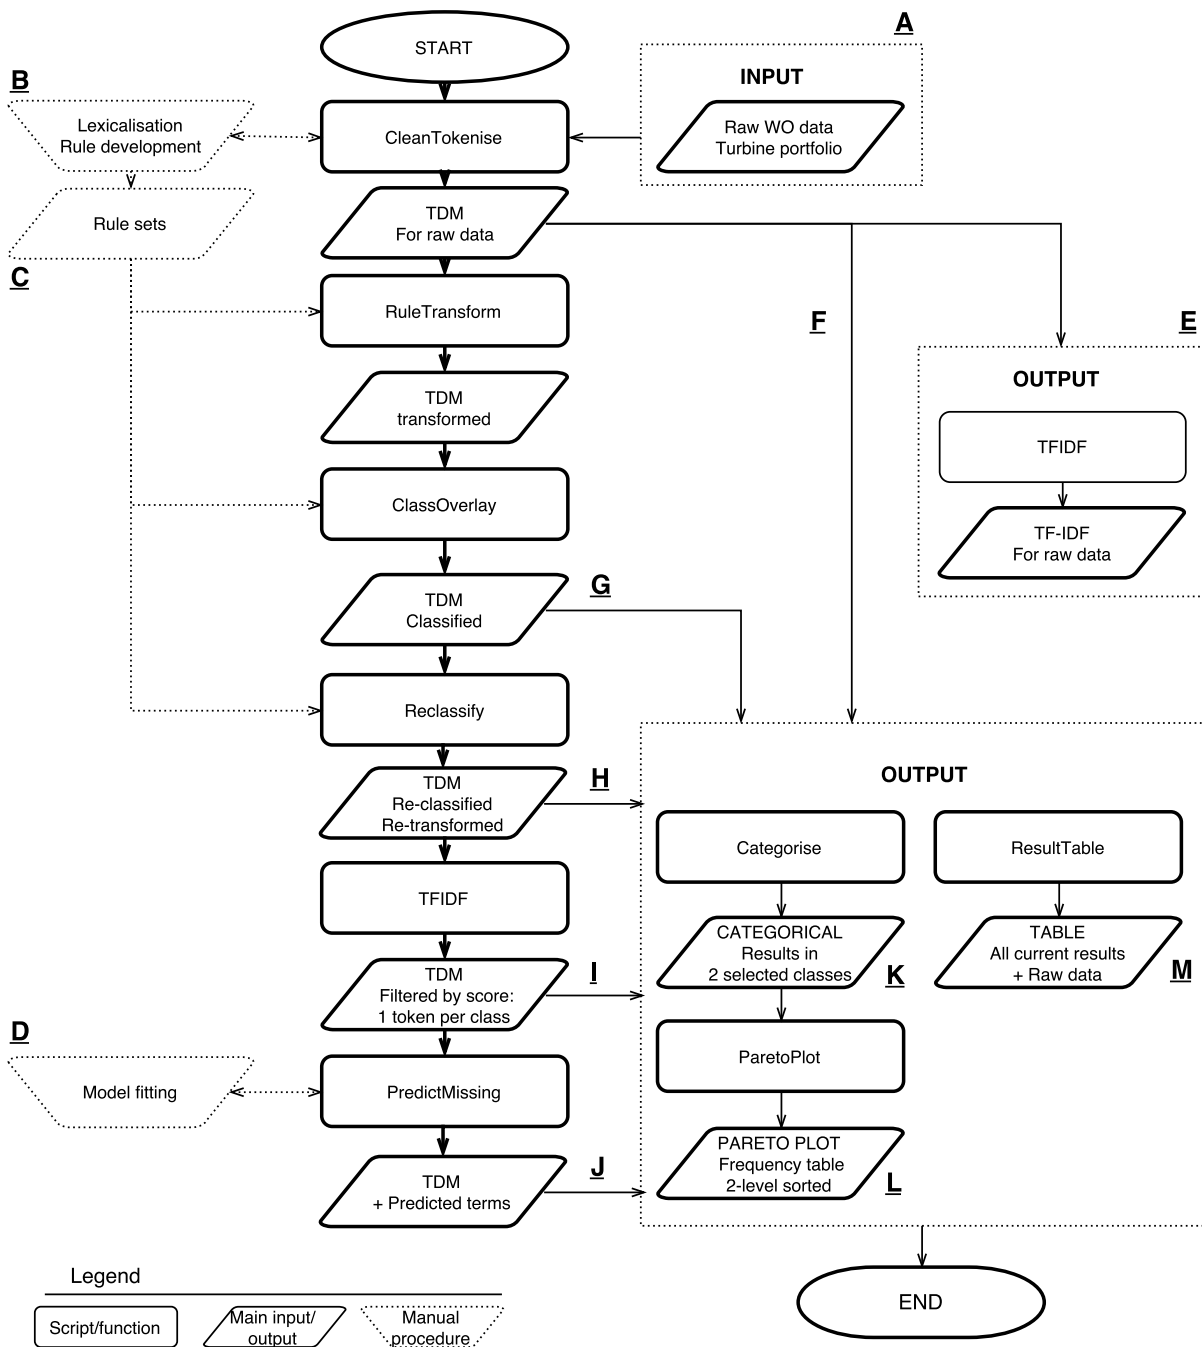 START
A
INPUT
Raw WO data
Turbine portfolio
B
Lexicalisation
Rule development
CleanTokenise
Rule sets
C
TDM
For raw data
RuleTransform
F
E
OUTPUT
TFIDF
TF-IDF
For raw data
TDM
transformed
ClassOverlay
TDM
Classified
G
Reclassify
TDM
Re-classified
Re-transformed
H
OUTPUT
Categorise
ResultTable
TFIDF
CATEGORICAL
Results in
2 selected classes
K
TABLE
All current results
+ Raw data
M
TDM
Filtered by score:
1 token per class
I
D
Model fitting
PredictMissing
ParetoPlot
TDM
+ Predicted terms
J
PARETO PLOT
Frequency table
2-level sorted
L
END
Legend
Script/function
Main input/
output
Manual
procedure